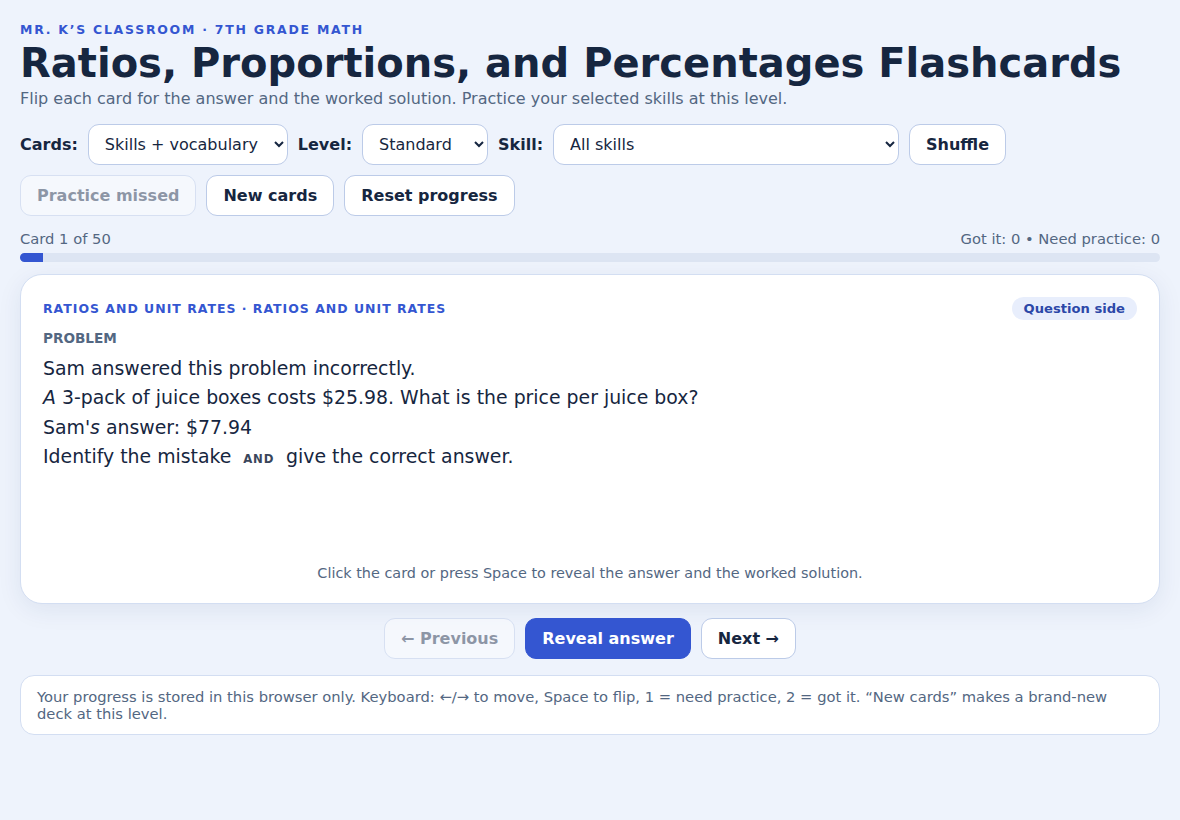 MR. K’S CLASSROOM · 7TH GRADE MATH
Ratios, Proportions, and Percentages Flashcards
Flip each card for the answer and the worked solution. Practice your selected skills at this level.
Cards: Skills + vocabulary Level: Standard Skill: All skills Shuffle
Practice missed New cards Reset progress
Card 1 of 50 Got it: 0 • Need practice: 0
RATIOS AND UNIT RATES · RATIOS AND UNIT RATES Question side
PROBLEM
Sam answered this problem incorrectly.
A 3-pack of juice boxes costs $25.98. What is the price per juice box?
Sam's answer: $77.94
Identify the mistake AND give the correct answer.
Click the card or press Space to reveal the answer and the worked solution.
← Previous Reveal answer Next →
Your progress is stored in this browser only. Keyboard: ←/→ to move, Space to flip, 1 = need practice, 2 = got it. “New cards” makes a brand-new
deck at this level.